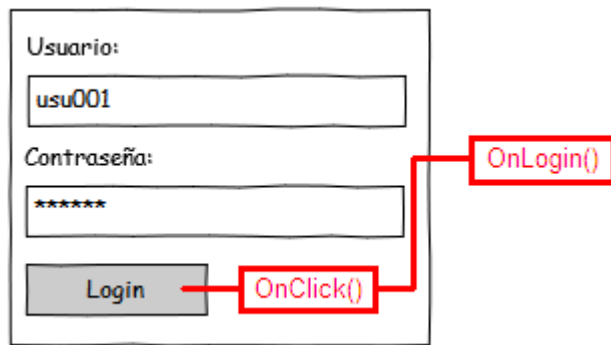 Usuario:
usu001
Contraseña:
******
OnLogin()
Login
OnClick()